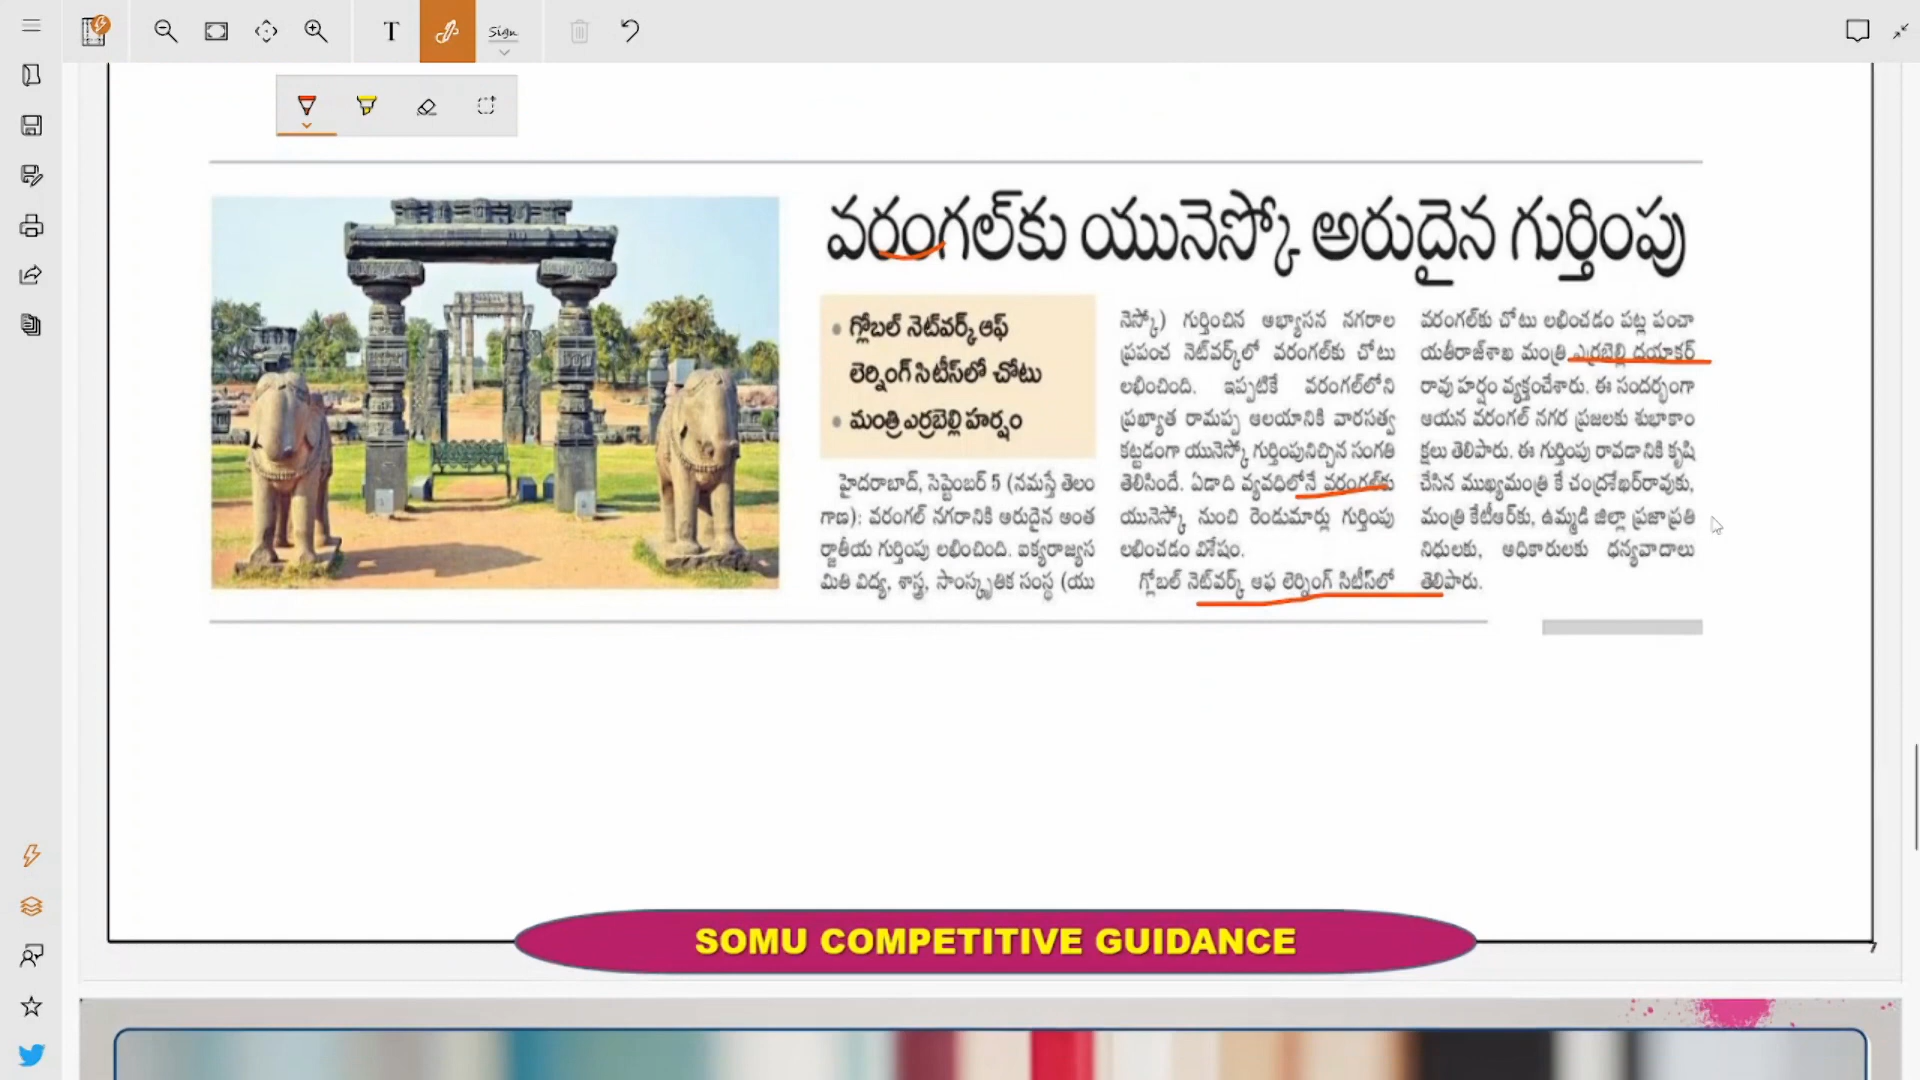 T
Sign
వరంగల్‌కు యునెస్కో అరుదైన గుర్తింపు
• గ్లోబల్ నెట్‌వర్క్ ఆఫ్
లెర్నింగ్ సిటీస్‌లో చోటు
• మంత్రి ఎర్రబెల్లి హర్షం
హైదరాబాద్, సెప్టెంబర్ 5 (నమస్తే తెలం
గాణ): వరంగల్ నగరానికి అరుదైన అంత
ర్జాతీయ గుర్తింపు లభించింది. ఐక్యరాజ్యస
మితి విద్య, శాస్త్ర, సాంస్కృతిక సంస్థ (యు
నెస్కో) గుర్తించిన అభ్యాసన నగరాల
ప్రపంచ నెట్‌వర్క్‌లో వరంగల్‌కు చోటు
లభించింది. ఇప్పటికే వరంగల్‌లోని
ప్రఖ్యాత రామప్ప ఆలయానికి వారసత్వ
కట్టడంగా యునెస్కో గుర్తింపునిచ్చిన సంగతి
తెలిసిందే. ఏడాది వ్యవధిలోనే వరంగల్‌కు
యునెస్కో నుంచి రెండుమార్లు గుర్తింపు
లభించడం విశేషం.
గ్లోబల్ నెట్‌వర్క్ ఆఫ లెర్నింగ్ సిటీస్‌లో
వరంగల్‌కు చోటు లభించడం పట్ల పంచా
యతీరాజ్‌శాఖ మంత్రి ఎర్రబెల్లి దయాకర్
రావు హర్షం వ్యక్తంచేశారు. ఈ సందర్భంగా
ఆయన వరంగల్ నగర ప్రజలకు శుభాకాం
క్షలు తెలిపారు. ఈ గుర్తింపు రావడానికి కృషి
చేసిన ముఖ్యమంత్రి కే చంద్రశేఖర్‌రావుకు,
మంత్రి కేటీఆర్‌కు, ఉమ్మడి జిల్లా ప్రజాప్రతి
నిధులకు, అధికారులకు ధన్యవాదాలు
తెలిపారు.
SOMU COMPETITIVE GUIDANCE
7